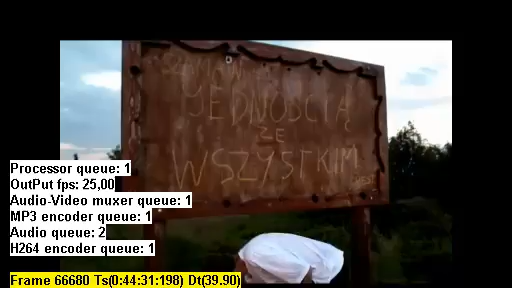 JEDNOŚCIĄ
ZE
WSZYSTKIM
Processor queue: 1
OutPut fps: 25,00
Audio-Video muxer queue: 1
MP3 encoder queue: 1
Audio queue: 2
H264 encoder queue: 1
Frame 66680 Ts(0:44:31:198) Dt(39.90)